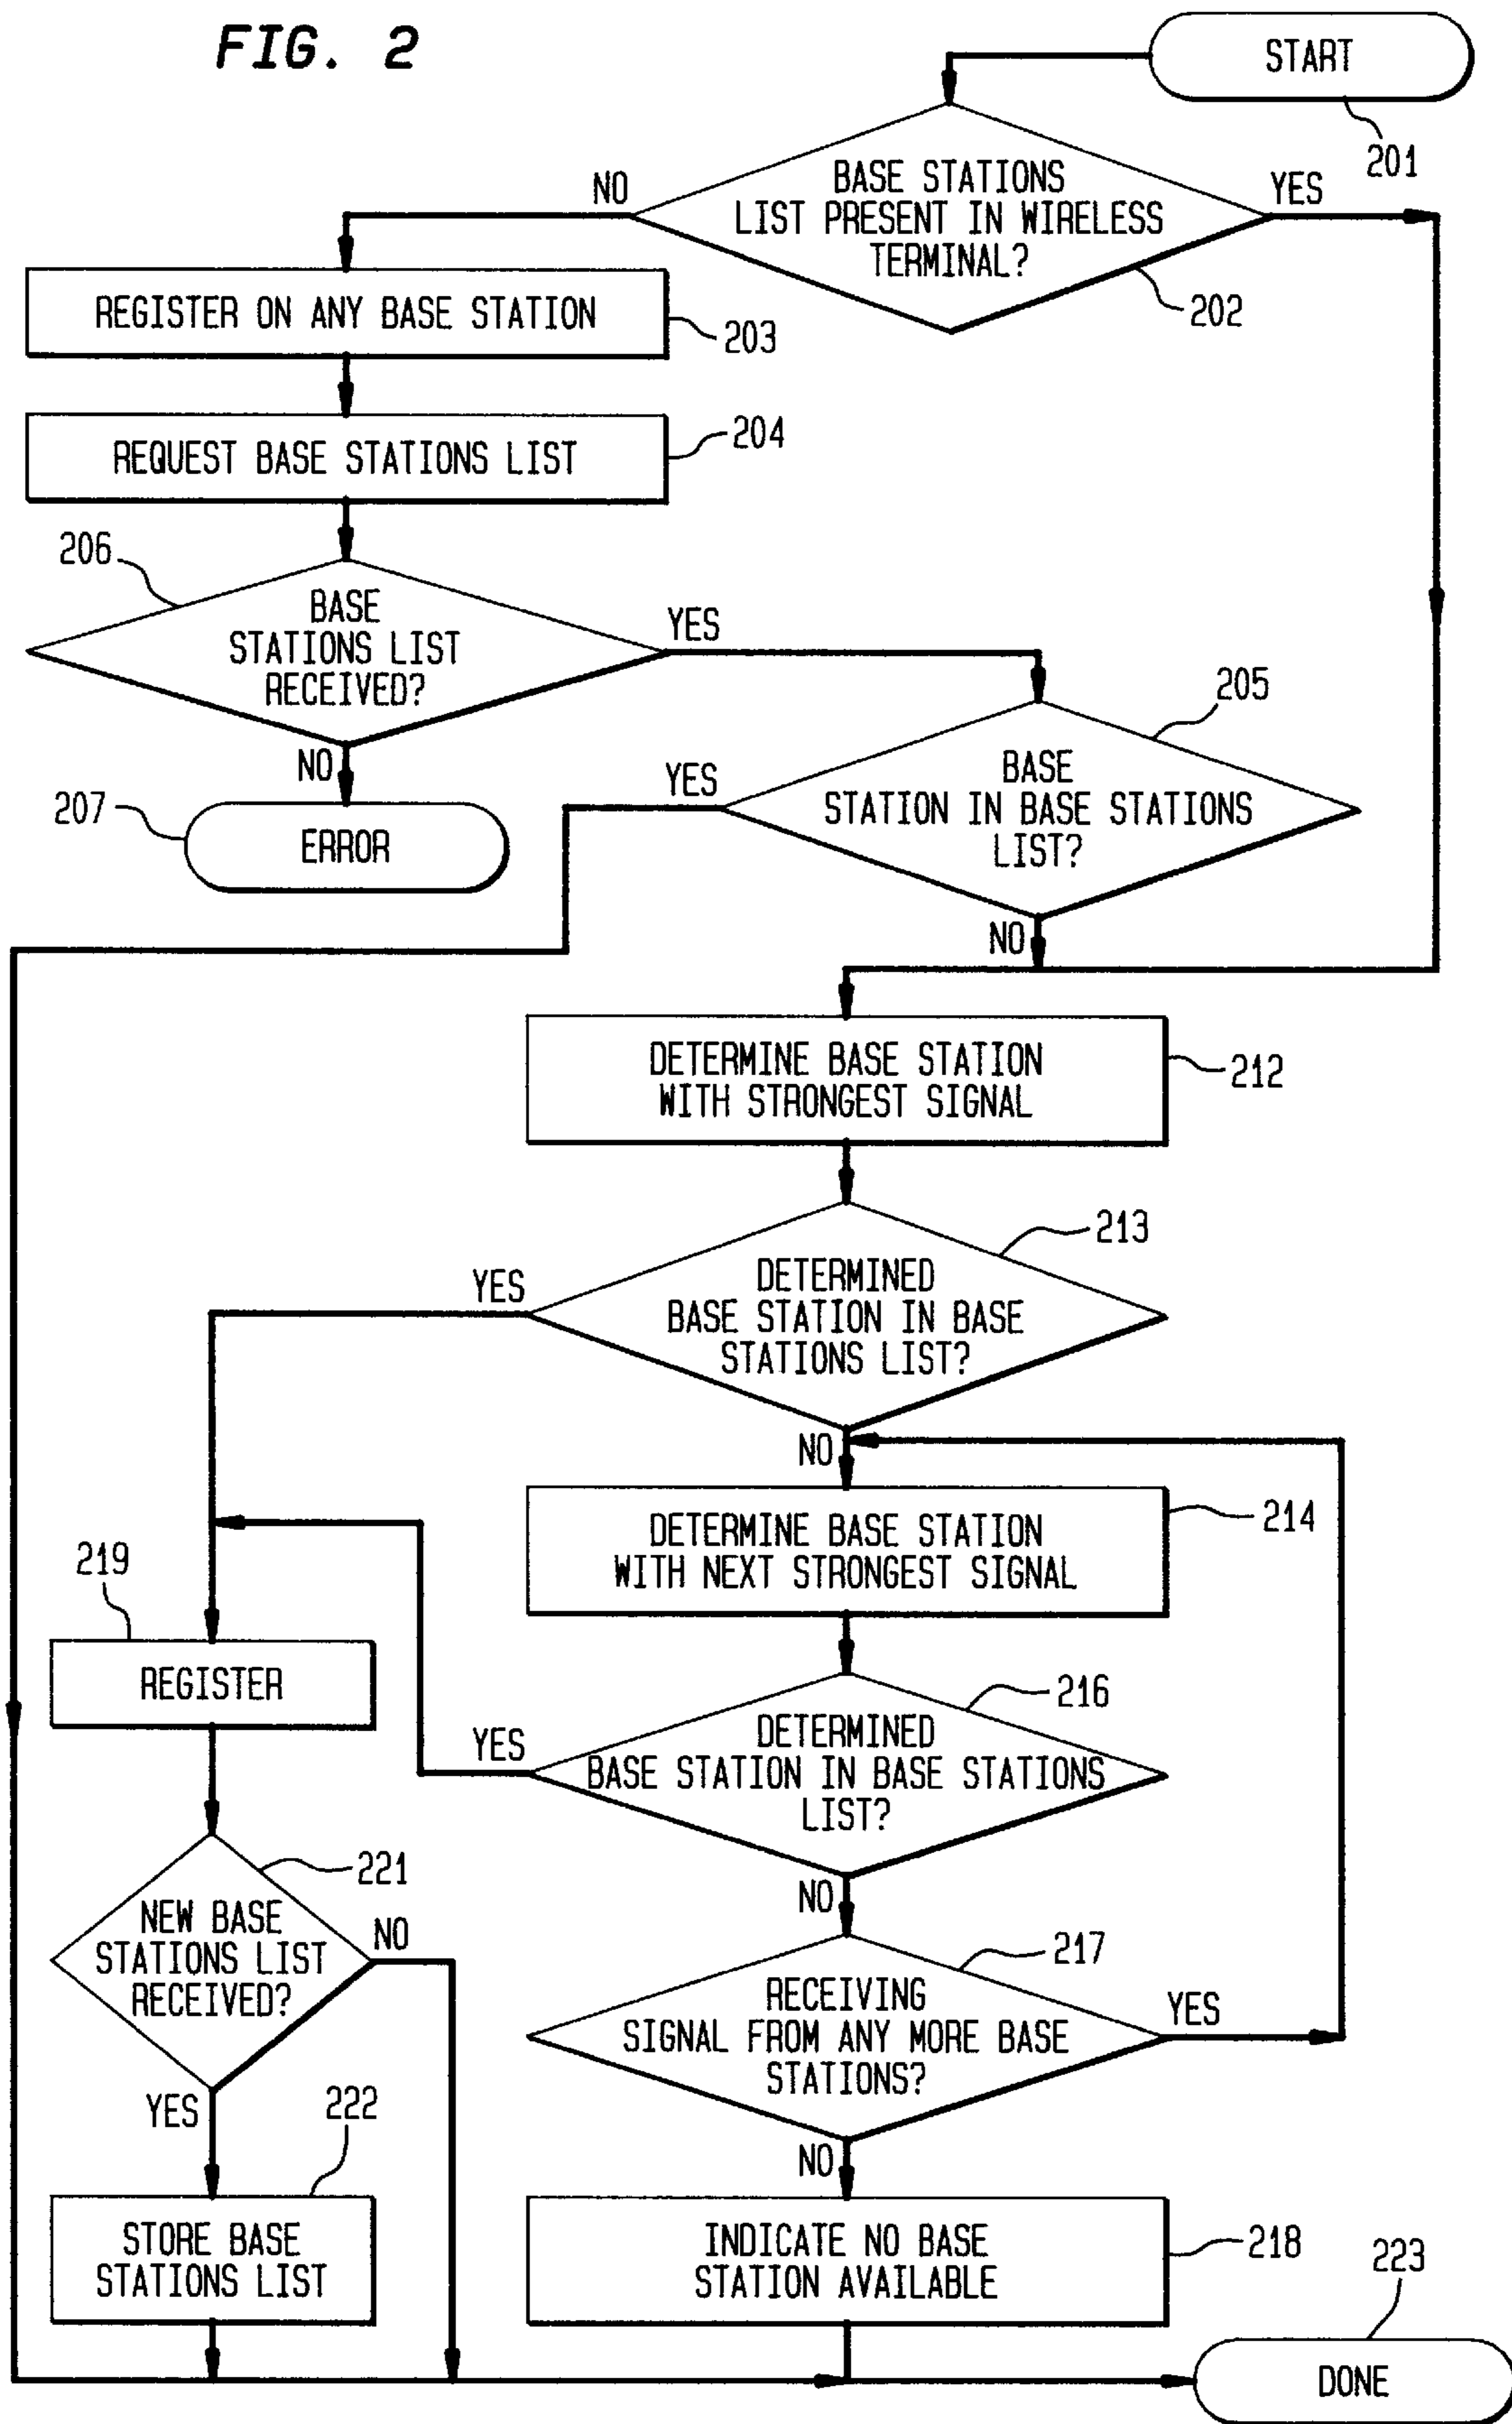 FIG. 2
START
201
BASE STATIONS
LIST PRESENT IN WIRELESS
TERMINAL?
NO
YES
202
REGISTER ON ANY BASE STATION
203
REQUEST BASE STATIONS LIST
204
206
BASE
STATIONS LIST
RECEIVED?
YES
NO
207
ERROR
205
BASE
STATION IN BASE STATIONS
LIST?
YES
NO
DETERMINE BASE STATION
WITH STRONGEST SIGNAL
212
213
DETERMINED
BASE STATION IN BASE
STATIONS LIST?
YES
NO
DETERMINE BASE STATION
WITH NEXT STRONGEST SIGNAL
214
219
REGISTER
216
DETERMINED
BASE STATION IN BASE STATIONS
LIST?
YES
NO
221
NEW BASE
STATIONS LIST
RECEIVED?
NO
YES
217
RECEIVING
SIGNAL FROM ANY MORE BASE
STATIONS?
YES
NO
222
STORE BASE
STATIONS LIST
INDICATE NO BASE
STATION AVAILABLE
218
223
DONE